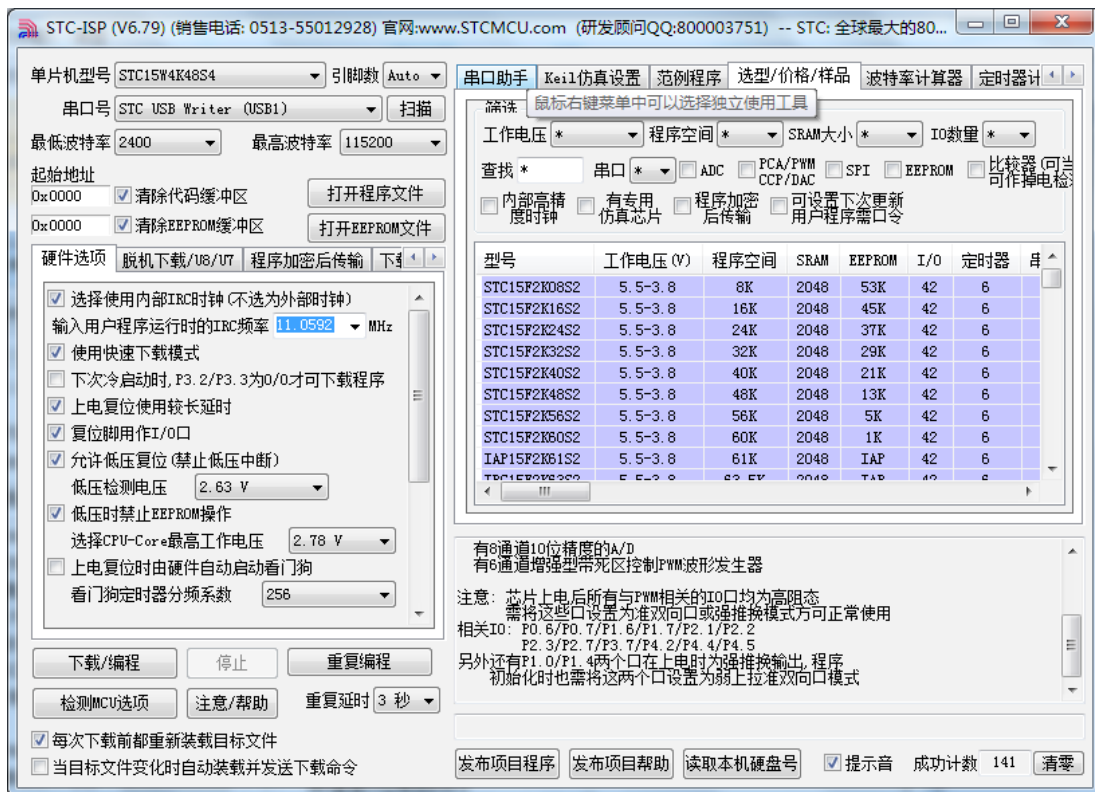 STC-ISP (V6.79) (销售电话: 0513-55012928) 官网:www.STCMCU.com (研发顾问QQ:800003751) -- STC: 全球最大的80...
单片机型号 STC15W4K48S4 引脚数 Auto
串口号 STC USB Writer (USB1) 扫描
最低波特率 2400 最高波特率 115200
起始地址
0x0000 清除代码缓冲区 打开程序文件
0x0000 清除EEPROM缓冲区 打开EEPROM文件
硬件选项 脱机下载/U8/U7 程序加密后传输
选择使用内部IRC时钟(不选为外部时钟)
输入用户程序运行时的IRC频率 11.0592 MHz
使用快速下载模式
下次冷启动时,P3.2/P3.3为0/0才可下载程序
上电复位使用较长延时
复位脚用作I/O口
允许低压复位(禁止低压中断)
低压检测电压 2.63 V
低压时禁止EEPROM操作
选择CPU-Core最高工作电压 2.78 V
上电复位时由硬件自动启动看门狗
看门狗定时器分频系数 256
下载/编程 停止 重复编程
检测MCU选项 注意/帮助 重复延时 3 秒
每次下载前都重新装载目标文件
当目标文件变化时自动装载并发送下载命令
串口助手 Keil仿真设置 范例程序 选型/价格/样品 波特率计算器 定时器计
鼠标右键菜单中可以选择独立使用工具
筛选
工作电压 * 程序空间 * SRAM大小 * IO数量 *
查找 * 串口 * ADC PCA/PWM CCP/DAC SPI EEPROM 比较器(可当可作掉电检
内部高精度时钟 有专用仿真芯片 程序加密后传输 可设置下次更新用户程序需口令
型号 工作电压(V) 程序空间 SRAM EEPROM I/O 定时器
STC15F2K08S2 5.5-3.8 8K 2048 53K 42 6
STC15F2K16S2 5.5-3.8 16K 2048 45K 42 6
STC15F2K24S2 5.5-3.8 24K 2048 37K 42 6
STC15F2K32S2 5.5-3.8 32K 2048 29K 42 6
STC15F2K40S2 5.5-3.8 40K 2048 21K 42 6
STC15F2K48S2 5.5-3.8 48K 2048 13K 42 6
STC15F2K56S2 5.5-3.8 56K 2048 5K 42 6
STC15F2K60S2 5.5-3.8 60K 2048 1K 42 6
IAP15F2K61S2 5.5-3.8 61K 2048 IAP 42 6
有8通道10位精度的A/D
有6通道增强型带死区控制PWM波形发生器
注意: 芯片上电后所有与PWM相关的IO口均为高阻态
需将这些口设置为准双向口或强推挽模式方可正常使用
相关IO: P0.6/P0.7/P1.6/P1.7/P2.1/P2.2
P2.3/P2.7/P3.7/P4.2/P4.4/P4.5
另外还有P1.0/P1.4两个口在上电时为强推挽输出,程序
初始化时也需将这两个口设置为弱上拉准双向口模式
发布项目程序 发布项目帮助 读取本机硬盘号 提示音 成功计数 141 清零